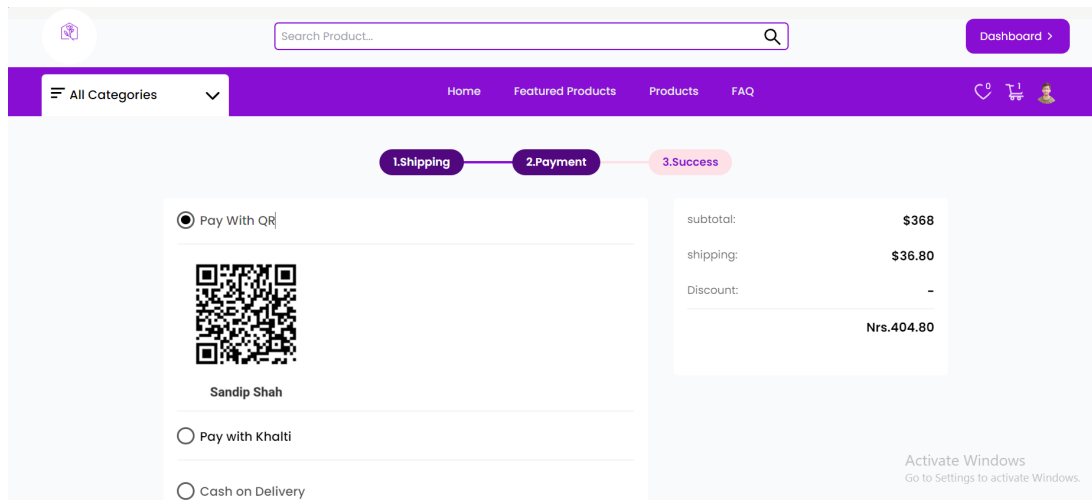 Search Product...
Dashboard >
All Categories
Home Featured Products Products FAQ
0 1
1.Shipping 2.Payment 3.Success
Pay With QR
Sandip Shah
Pay with Khalti
Cash on Delivery
subtotal: $368
shipping: $36.80
Discount: -
Nrs.404.80
Activate Windows
Go to Settings to activate Windows.